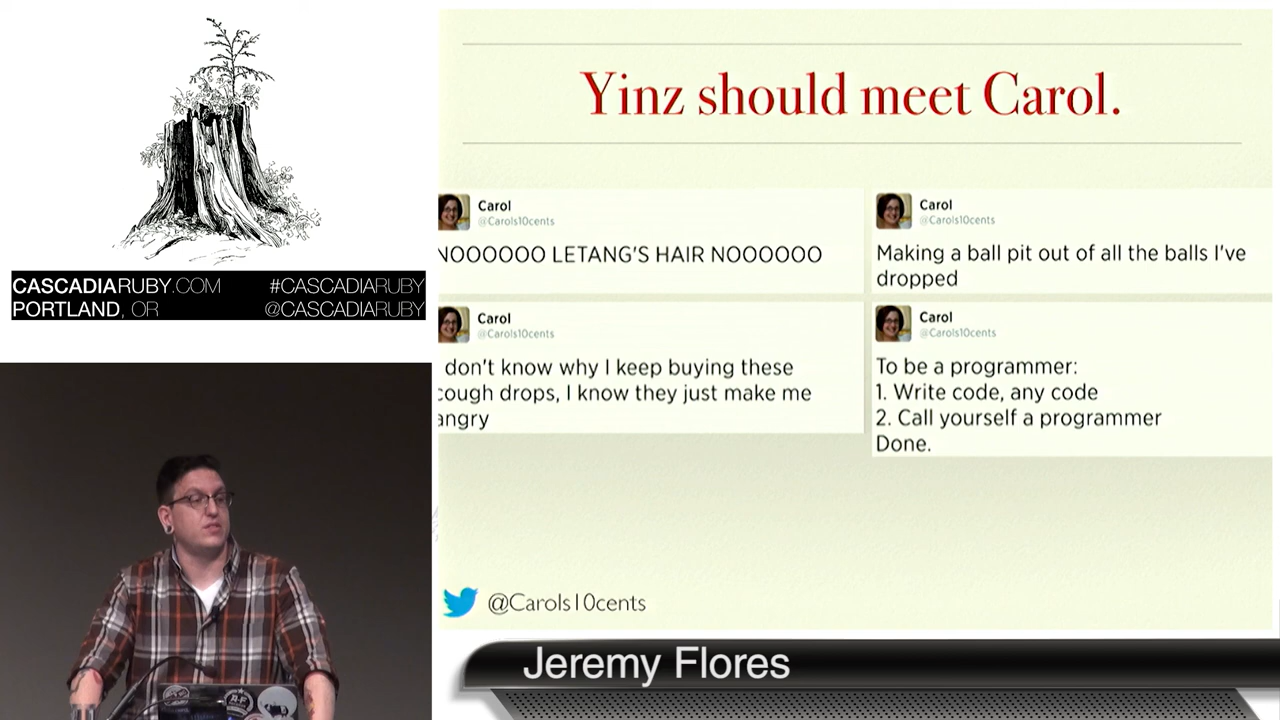 Yinz should meet Carol.
Carol
@Carols10cents
NOOOOOO LETANG'S HAIR NOOOOOO
Carol
@Carols10cents
Making a ball pit out of all the balls I've
dropped
Carol
@Carols10cents
don't know why I keep buying these
cough drops, I know they just make me
angry
Carol
@Carols10cents
To be a programmer:
1. Write code, any code
2. Call yourself a programmer
Done.
@Carols10cents
CASCADIARUBY.COM #CASCADIARUBY
PORTLAND, OR @CASCADIARUBY
Jeremy Flores